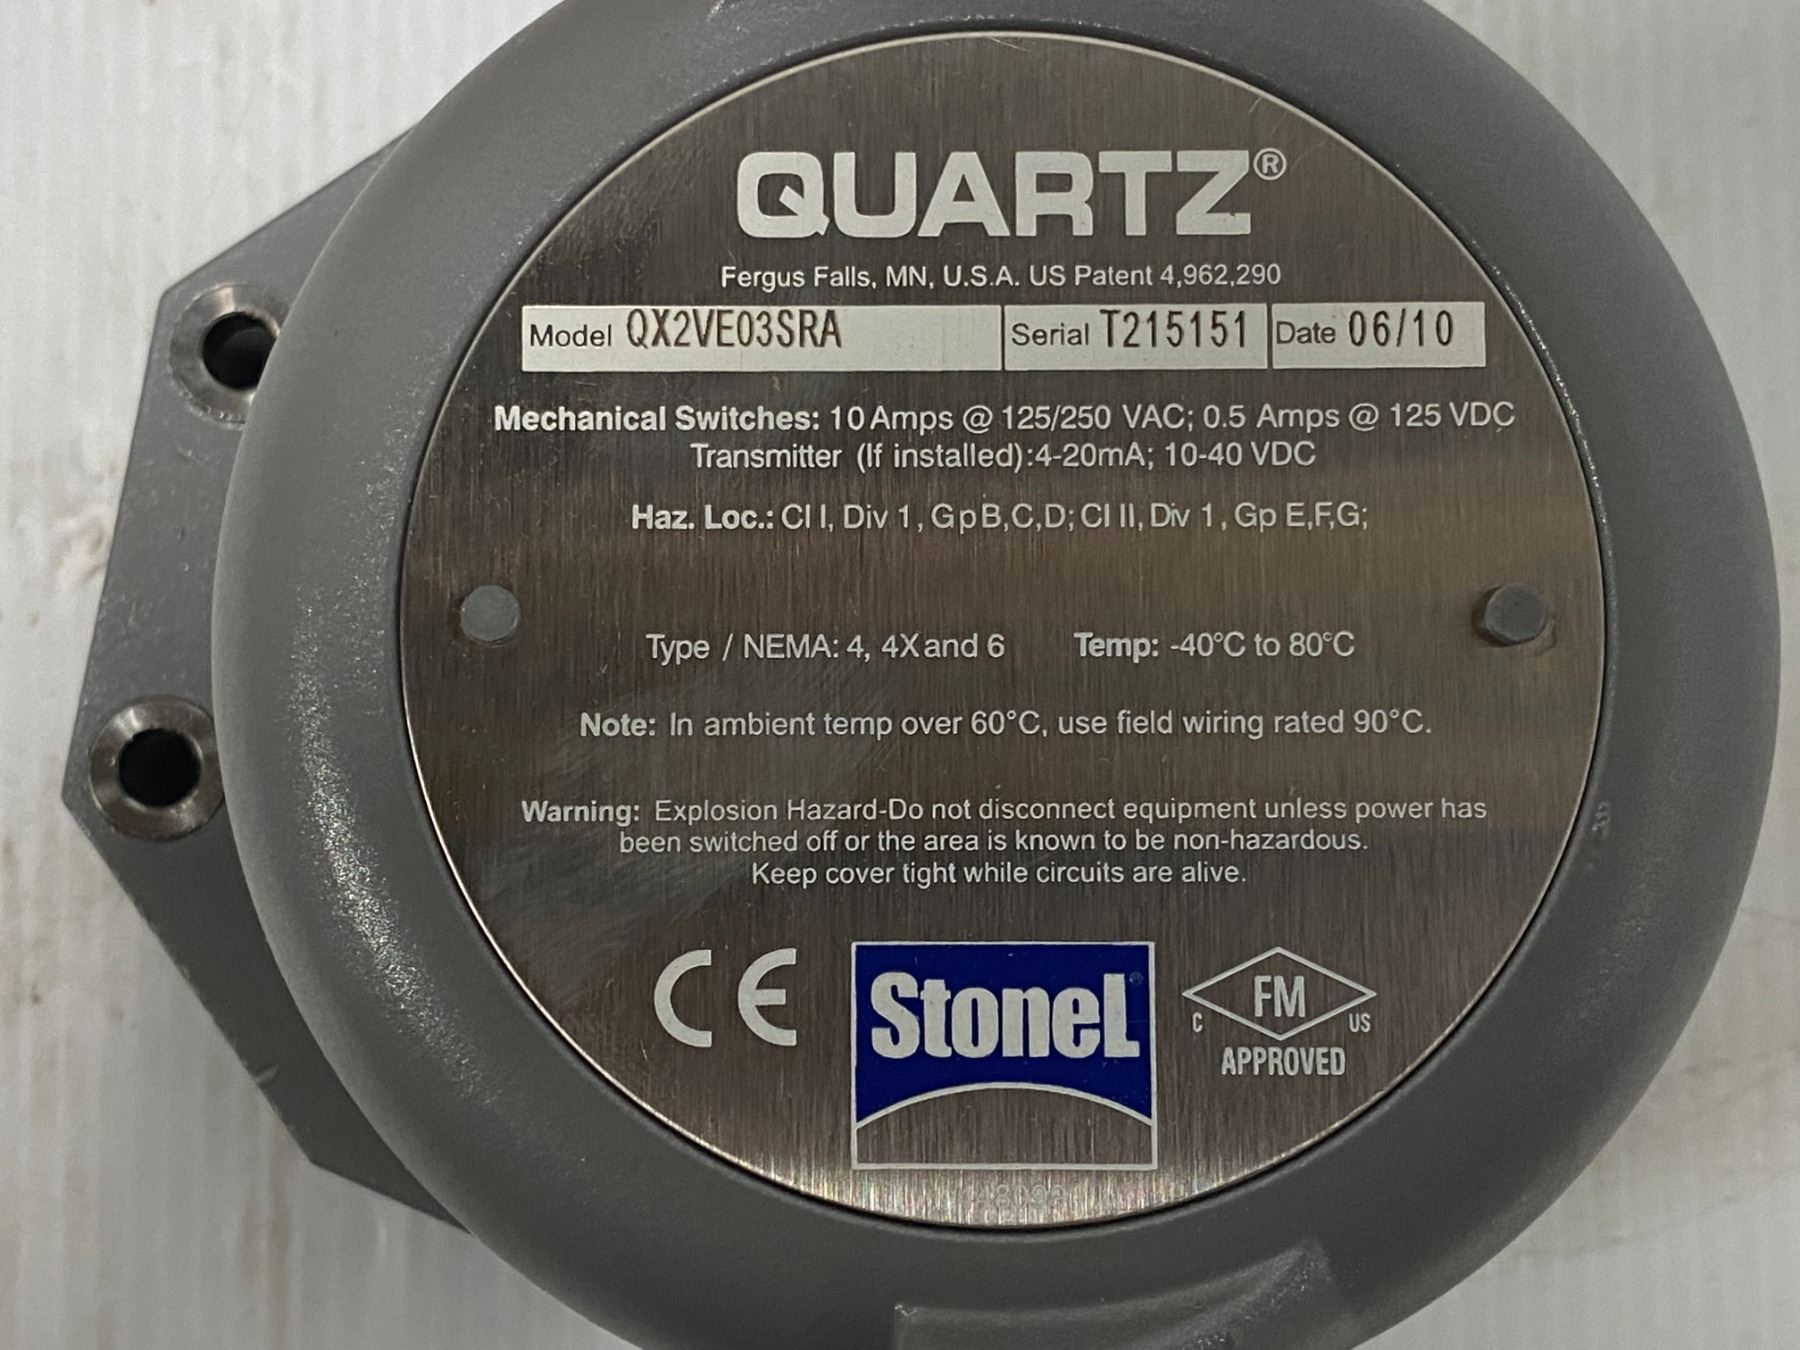 QUARTZ®
Fergus Falls, MN, U.S.A. US Patent 4,962,290
Model QX2VE03SRA Serial T215151 Date 06/10
Mechanical Switches: 10 Amps @ 125/250 VAC; 0.5 Amps @ 125 VDC
Transmitter (If installed):4-20mA; 10-40 VDC
Haz. Loc.: Cl I, Div 1, Gp B,C,D; Cl II, Div 1, Gp E,F,G;
Type / NEMA: 4, 4X and 6 Temp: -40°C to 80°C
Note: In ambient temp over 60°C, use field wiring rated 90°C.
Warning: Explosion Hazard-Do not disconnect equipment unless power has
been switched off or the area is known to be non-hazardous.
Keep cover tight while circuits are alive.
CE StoneL® C FM US
APPROVED